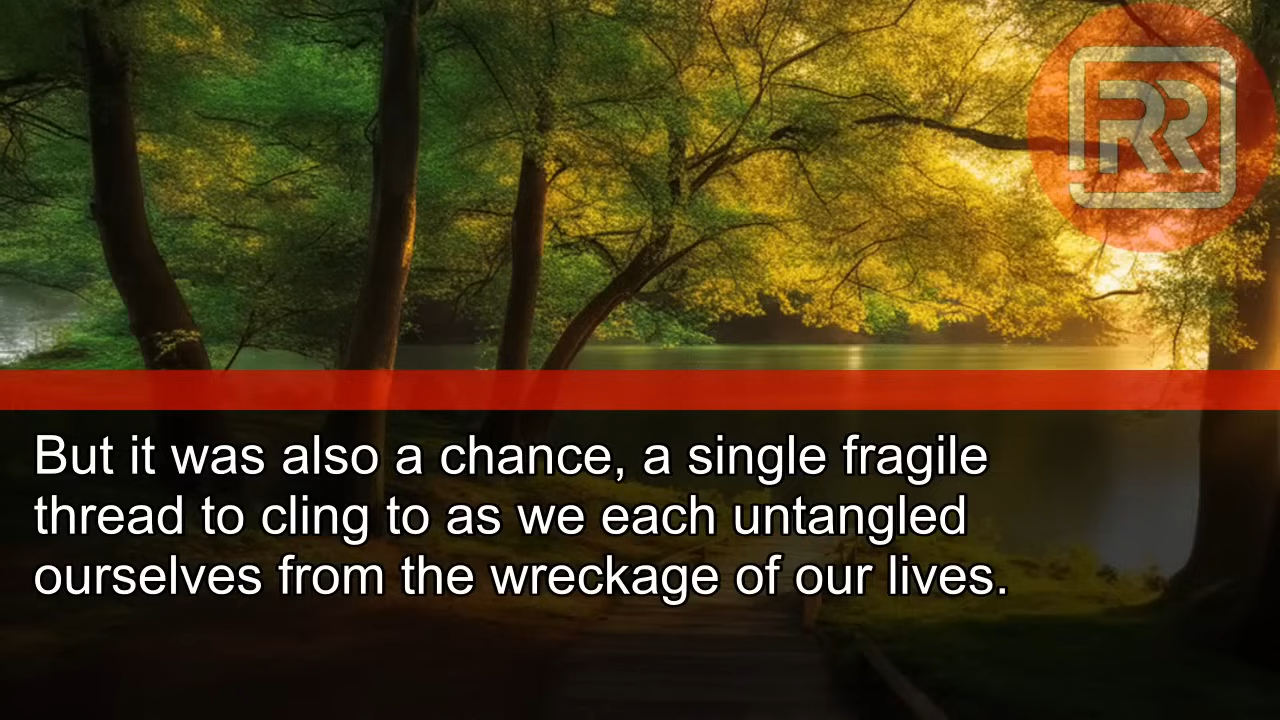 RR
But it was also a chance, a single fragile
thread to cling to as we each untangled
ourselves from the wreckage of our lives.